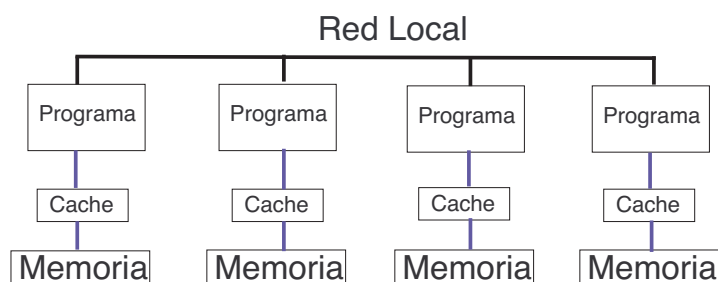 Red Local
Programa Programa Programa Programa
Cache Cache Cache Cache
Memoria Memoria Memoria Memoria